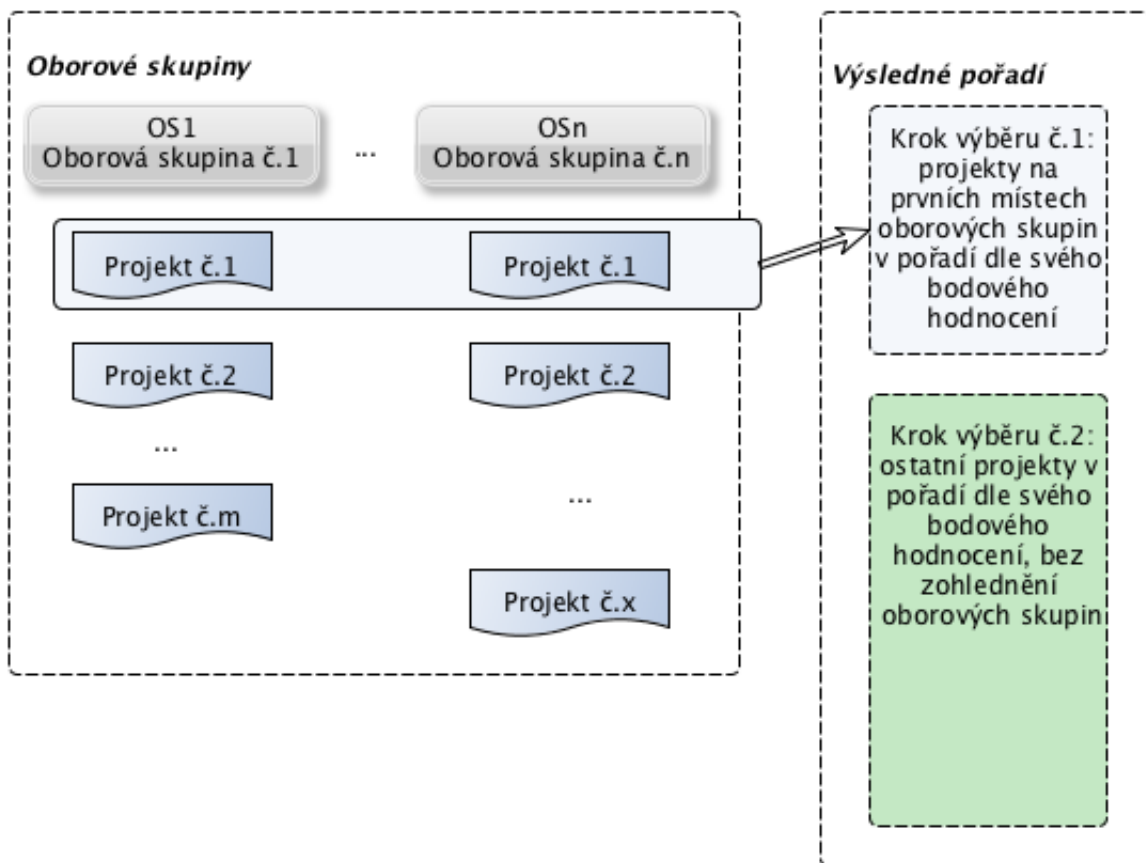 Oborové skupiny
OS1
Oborová skupina č.1
...
OSn
Oborová skupina č.n
Projekt č.1
Projekt č.1
Projekt č.2
Projekt č.2
...
Projekt č.m
...
Projekt č.x
Výsledné pořadí
Krok výběru č.1:
projekty na
prvních místech
oborových skupin
v pořadí dle svého
bodového
hodnocení
Krok výběru č.2:
ostatní projekty v
pořadí dle svého
bodového
hodnocení, bez
zohlednění
oborových skupin